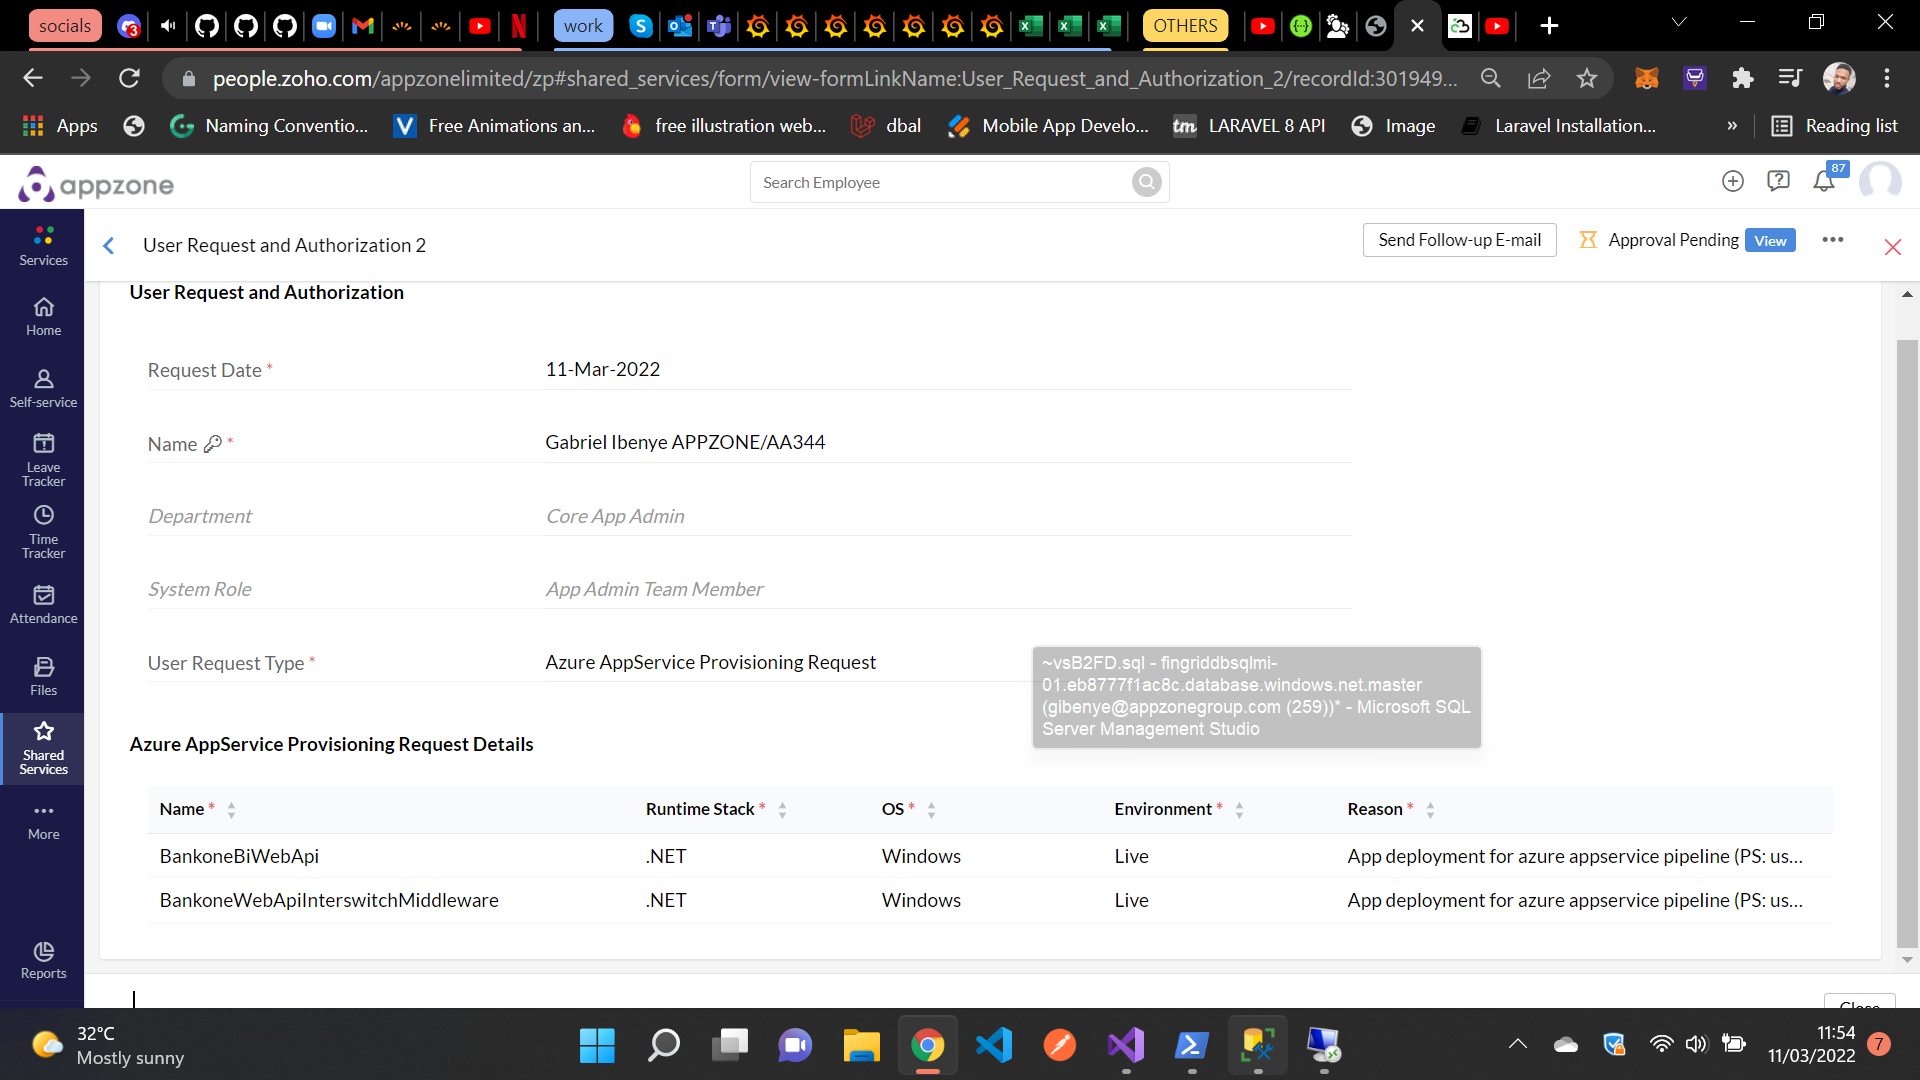 socials
3
work
OTHERS
people.zoho.com/appzonelimited/zp#shared_services/form/view-formLinkName:User_Request_and_Authorization_2/recordId:301949...
Apps
Naming Conventio...
Free Animations an...
free illustration web...
dbal
Mobile App Develo...
tm
LARAVEL 8 API
Image
Laravel Installation...
»
Reading list
appzone
Search Employee
87
Services
Home
Self-service
Leave
Tracker
Time
Tracker
Attendance
Files
Shared
Services
More
Reports
User Request and Authorization 2
Send Follow-up E-mail
Approval Pending
View
User Request and Authorization
Request Date *
11-Mar-2022
Name *
Gabriel Ibenye APPZONE/AA344
Department
Core App Admin
System Role
App Admin Team Member
User Request Type *
Azure AppService Provisioning Request
~vsB2FD.sql - fingriddbsqlmi-
01.eb8777f1ac8c.database.windows.net.master
(gibenye@appzonegroup.com (259))* - Microsoft SQL
Server Management Studio
Azure AppService Provisioning Request Details
Name * Runtime Stack * OS * Environment * Reason *
BankoneBiWebApi .NET Windows Live App deployment for azure appservice pipeline (PS: us...
BankoneWebApiInterswitchMiddleware .NET Windows Live App deployment for azure appservice pipeline (PS: us...
Close
32°C
Mostly sunny
11:54
11/03/2022
7